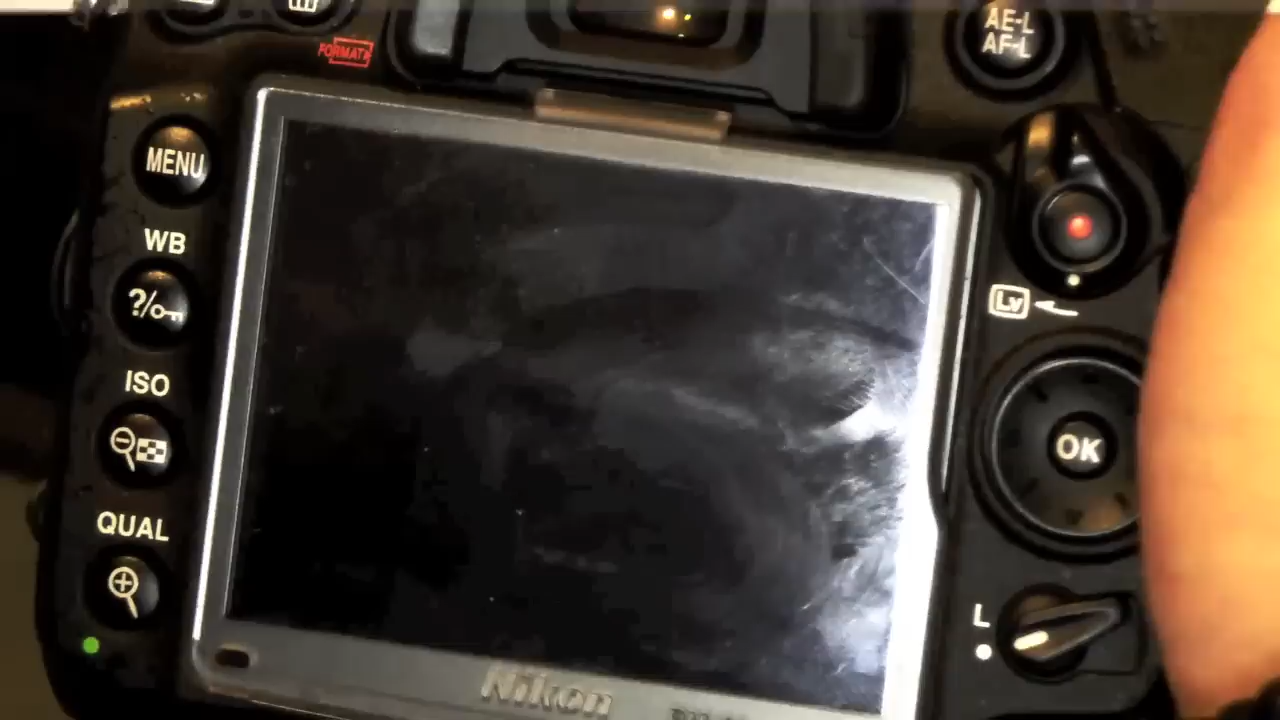 FORMAT
AE-L
AF-L
MENU
WB
?
Lv
ISO
OK
QUAL
L
Nikon